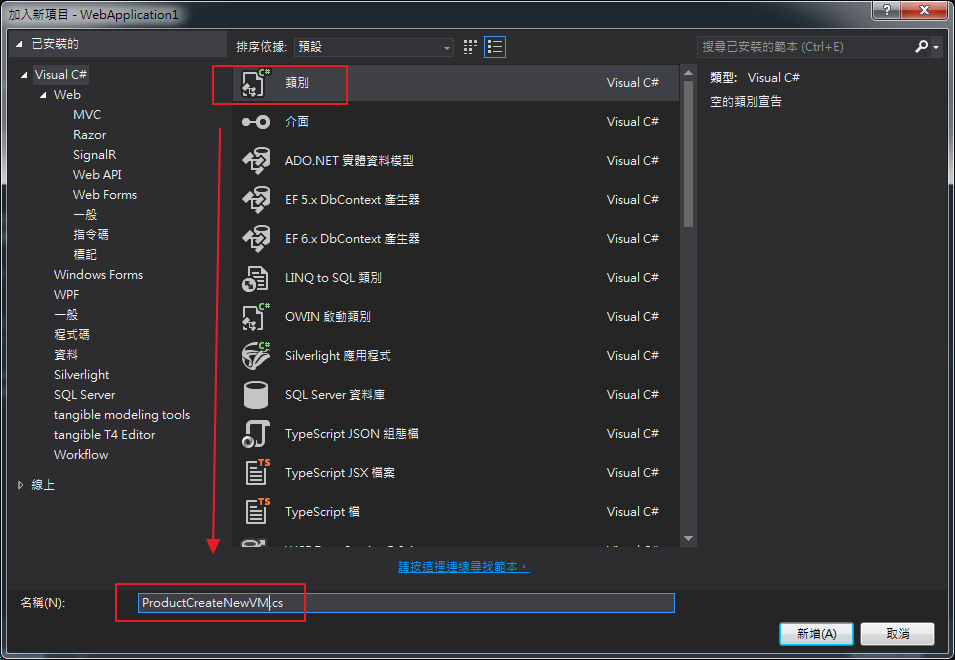 加入新項目 - WebApplication1
?
已安裝的
排序依據: 預設
搜尋已安裝的範本 (Ctrl+E)
Visual C#
Web
MVC
Razor
SignalR
Web API
Web Forms
一般
指令碼
標記
Windows Forms
WPF
一般
程式碼
資料
Silverlight
SQL Server
tangible modeling tools
tangible T4 Editor
Workflow
線上
C# 類別 Visual C#
介面 Visual C#
ADO.NET 實體資料模型 Visual C#
EF 5.x DbContext 產生器 Visual C#
EF 6.x DbContext 產生器 Visual C#
LINQ to SQL 類別 Visual C#
C# OWIN 啟動類別 Visual C#
C# Silverlight 應用程式 Visual C#
SQL Server 資料庫 Visual C#
TypeScript JSON 組態檔 Visual C#
TS TypeScript JSX 檔案 Visual C#
TS TypeScript 檔 Visual C#
類型: Visual C#
空的類別宣告
請按這裡連線尋找範本。
名稱(N): ProductCreateNewVM.cs
新增(A) 取消